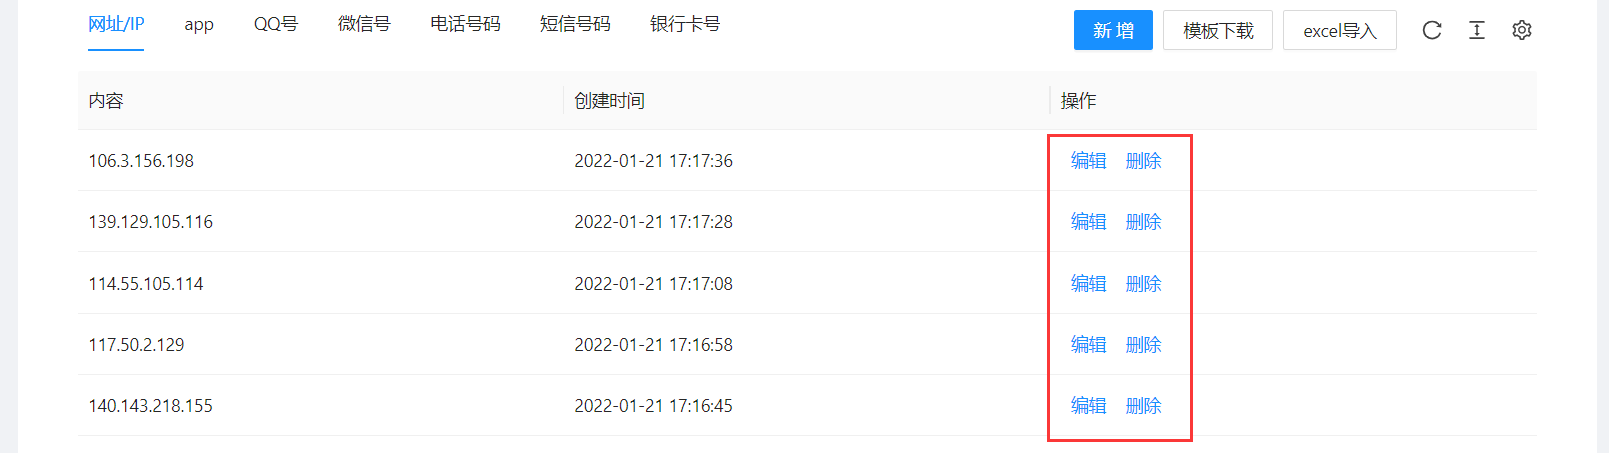 网址/IP app QQ号 微信号 电话号码 短信号码 银行卡号 新 增 模板下载 excel导入
内容 创建时间 操作
106.3.156.198 2022-01-21 17:17:36 编辑 删除
139.129.105.116 2022-01-21 17:17:28 编辑 删除
114.55.105.114 2022-01-21 17:17:08 编辑 删除
117.50.2.129 2022-01-21 17:16:58 编辑 删除
140.143.218.155 2022-01-21 17:16:45 编辑 删除